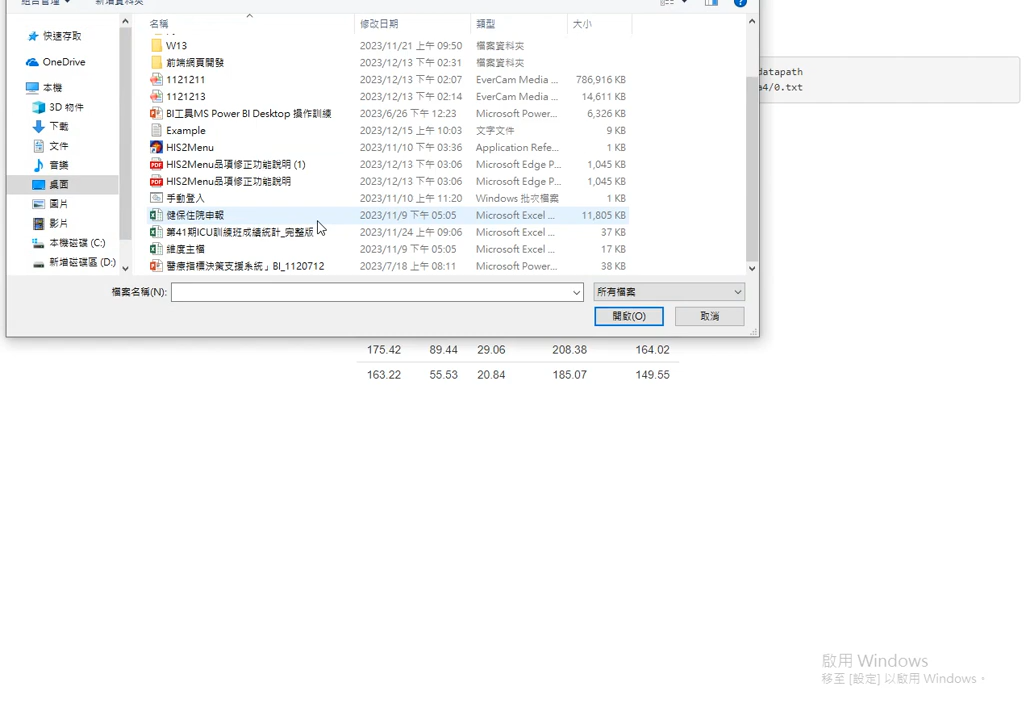 組合管理 新增資料夾
名稱 修改日期 類型 大小
快速存取
OneDrive
本機
3D 物件
下載
文件
音樂
桌面
圖片
影片
本機磁碟 (C:)
新增磁碟區 (D:)
W13 2023/11/21 上午 09:50 檔案資料夾
前端網頁開發 2023/12/13 下午 02:31 檔案資料夾
1121211 2023/12/13 下午 02:07 EverCam Media ... 786,916 KB
1121213 2023/12/13 下午 02:14 EverCam Media ... 14,611 KB
BI工具MS Power BI Desktop 操作訓練 2023/6/26 下午 12:23 Microsoft Power... 6,326 KB
Example 2023/12/15 上午 10:03 文字文件 9 KB
HIS2Menu 2023/11/10 下午 03:36 Application Refe... 1 KB
HIS2Menu品項修正功能說明 (1) 2023/12/13 下午 03:06 Microsoft Edge P... 1,045 KB
HIS2Menu品項修正功能說明 2023/12/13 下午 03:06 Microsoft Edge P... 1,045 KB
手動登入 2023/11/10 上午 11:20 Windows 批次檔案 1 KB
健保住院申報 2023/11/9 下午 05:05 Microsoft Excel ... 11,805 KB
第41期ICU訓練班成績統計_完整版 2023/11/24 上午 09:06 Microsoft Excel ... 37 KB
維度主檔 2023/11/9 下午 05:05 Microsoft Excel ... 17 KB
醫療指標決策支援系統」BI_1120712 2023/7/18 下午 08:11 Microsoft Power... 38 KB
檔案名稱(N): 所有檔案
開啟(O) 取消
datapath
a4/0.txt
175.42 89.44 29.06 208.38 164.02
163.22 55.53 20.84 185.07 149.55
啟用 Windows
移至 [設定] 以啟用 Windows。